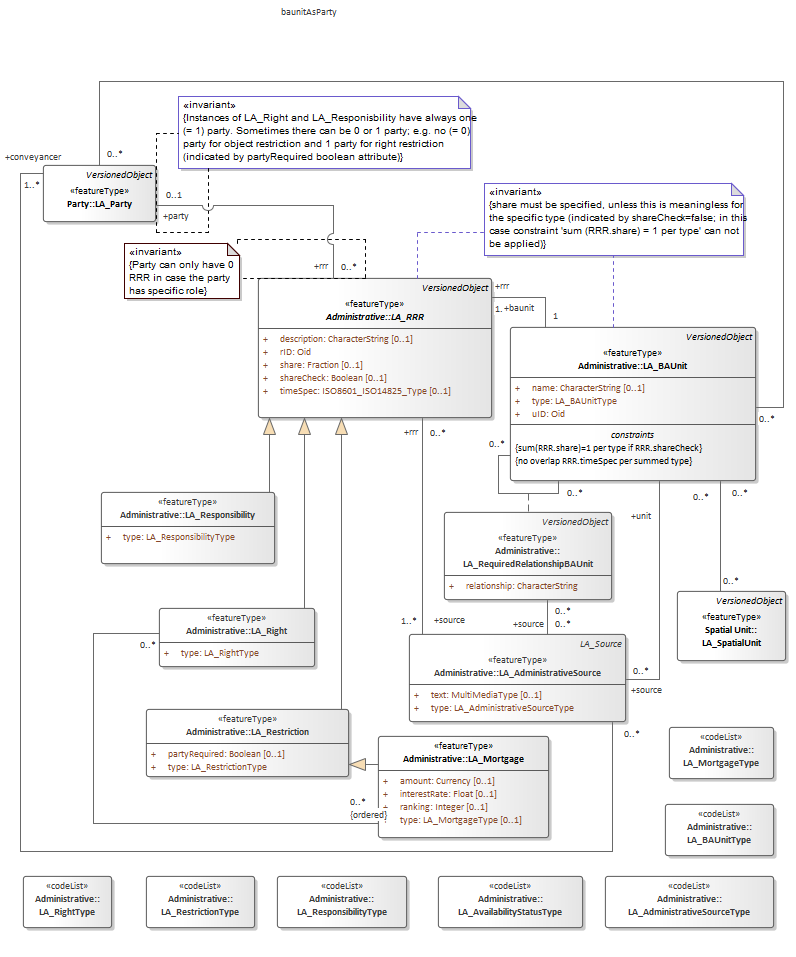 baunitAsParty
«invariant»
{Instances of LA_Right and LA_Responisbility have always one
(= 1) party. Sometimes there can be 0 or 1 party; e.g. no (= 0)
party for object restriction and 1 party for right restriction
(indicated by partyRequired boolean attribute)}
+conveyancer
0..*
1..*
VersionedObject
«featureType»
Party::LA_Party
0..1
+party
«invariant»
{share must be specified, unless this is meaningless for
the specific type (indicated by shareCheck=false; in this
case constraint 'sum (RRR.share) = 1 per type' can not
be applied)}
«invariant»
{Party can only have 0
RRR in case the party
has specific role}
+rrr
0..*
VersionedObject
«featureType»
Administrative::LA_RRR
+ description: CharacterString [0..1]
+ rID: Oid
+ share: Fraction [0..1]
+ shareCheck: Boolean [0..1]
+ timeSpec: ISO8601_ISO14825_Type [0..1]
+rrr
1..
+baunit
1
VersionedObject
«featureType»
Administrative::LA_BAUnit
+ name: CharacterString [0..1]
+ type: LA_BAUnitType
+ uID: Oid
constraints
{sum(RRR.share)=1 per type if RRR.shareCheck}
{no overlap RRR.timeSpec per summed type}
0..*
+rrr
0..*
0..*
0..*
0..*
0..*
+unit
«featureType»
Administrative::LA_Responsibility
+ type: LA_ResponsibilityType
VersionedObject
«featureType»
Administrative::
LA_RequiredRelationshipBAUnit
+ relationship: CharacterString
0..*
VersionedObject
«featureType»
Spatial Unit::
LA_SpatialUnit
«featureType»
Administrative::LA_Right
+ type: LA_RightType
0..*
1..*
+source
0..*
+source
0..*
LA_Source
«featureType»
Administrative::LA_AdministrativeSource
+ text: MultiMediaType [0..1]
+ type: LA_AdministrativeSourceType
0..*
+source
0..*
«featureType»
Administrative::LA_Restriction
+ partyRequired: Boolean [0..1]
+ type: LA_RestrictionType
«featureType»
Administrative::LA_Mortgage
+ amount: Currency [0..1]
+ interestRate: Float [0..1]
+ ranking: Integer [0..1]
+ type: LA_MortgageType [0..1]
0..*
{ordered}
«codeList»
Administrative::
LA_MortgageType
«codeList»
Administrative::
LA_BAUnitType
«codeList»
Administrative::
LA_RightType
«codeList»
Administrative::
LA_RestrictionType
«codeList»
Administrative::
LA_ResponsibilityType
«codeList»
Administrative::
LA_AvailabilityStatusType
«codeList»
Administrative::
LA_AdministrativeSourceType